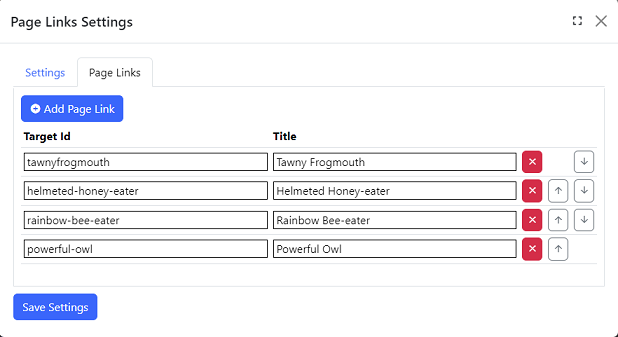 Page Links Settings
Settings Page Links
Add Page Link
Target Id Title
tawnyfrogmouth Tawny Frogmouth
helmeted-honey-eater Helmeted Honey-eater
rainbow-bee-eater Rainbow Bee-eater
powerful-owl Powerful Owl
Save Settings